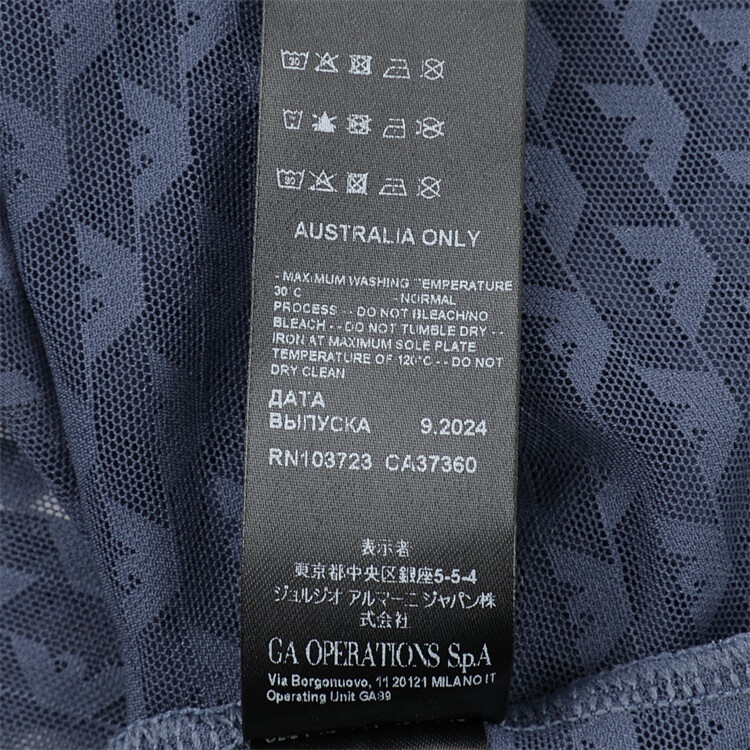 30
30
AUSTRALIA ONLY
- MAXIMUM WASHING TEMPERATURE
30°C - NORMAL
PROCESS - - DO NOT BLEACH/NO
BLEACH - - DO NOT TUMBLE DRY - -
IRON AT MAXIMUM SOLE PLATE
TEMPERATURE OF 120°C - - DO NOT
DRY CLEAN
ДАТА
ВЫПУСКА 9.2024
RN103723 CA37360
表示者
東京都中央区銀座5-5-4
ジョルジオ アルマーニ ジャパン株
式会社
GA OPERATIONS S.p.A
Via Borgonuovo, 11 20121 MILANO IT
Operating Unit GA99